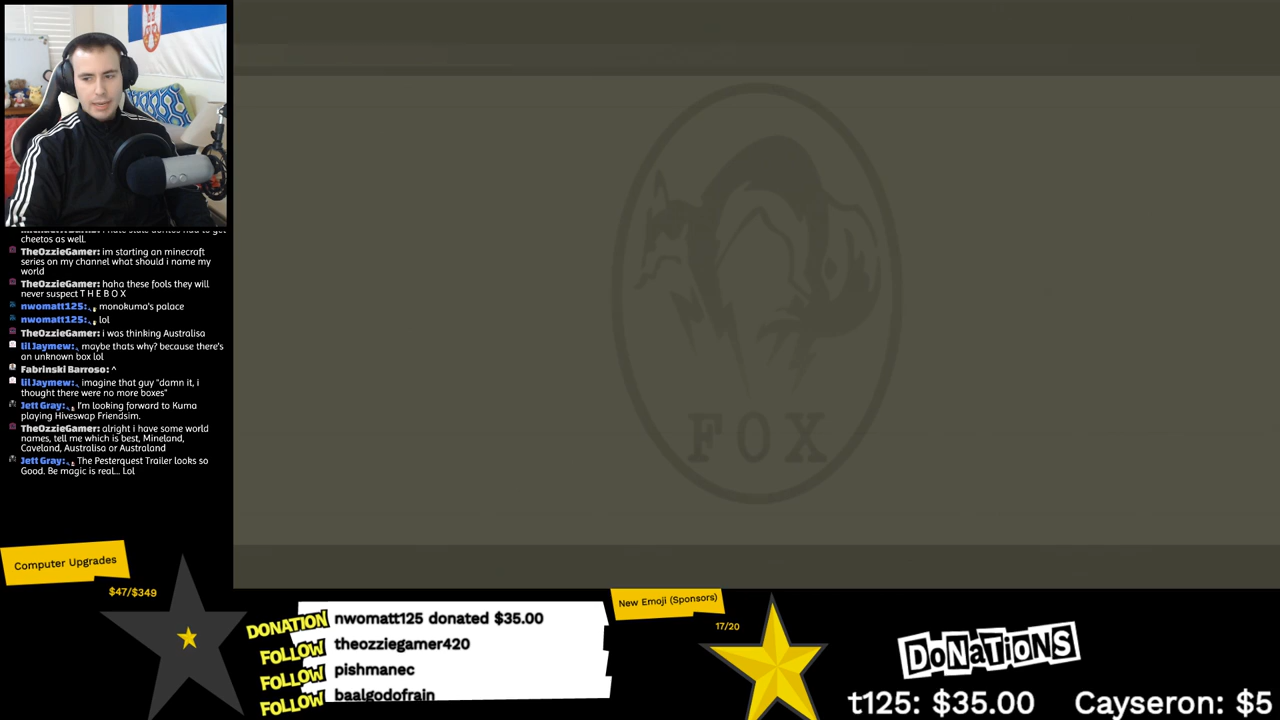 cheetos as well.
TheOzzieGamer: im starting an minecraft
series on my channel what should i name my
world
TheOzzieGamer: haha these fools they will
never suspect T H E B O X
nwomatt125: monokuma's palace
nwomatt125: lol
TheOzzieGamer: i was thinking Australisa
lil Jaymew: maybe thats why? because there's
an unknown box lol
Fabrinski Barroso: ^
lil Jaymew: imagine that guy "damn it, i
thought there were no more boxes"
Jett Gray: I'm looking forward to Kuma
playing Hiveswap Friendsim.
TheOzzieGamer: alright i have some world
names, tell me which is best, Mineland,
Caveland, Australisa or Australand
Jett Gray: The Pesterquest Trailer looks so
Good. Be magic is real... Lol
FOX
Computer Upgrades
$47/$349
DONATION nwomatt125 donated $35.00
FOLLOW theozziegamer420
FOLLOW pishmanec
FOLLOW baalgodofrain
New Emoji (Sponsors)
17/20
DoNaTiONS
t125: $35.00 Cayseron: $5